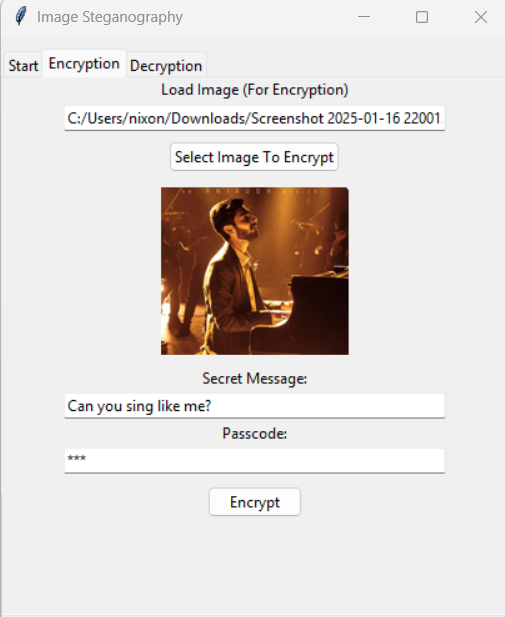 Image Steganography
Start Encryption Decryption
Load Image (For Encryption)
C:/Users/nixon/Downloads/Screenshot 2025-01-16 22001
Select Image To Encrypt
ANIRUDH
Secret Message:
Can you sing like me?
Passcode:
***
Encrypt